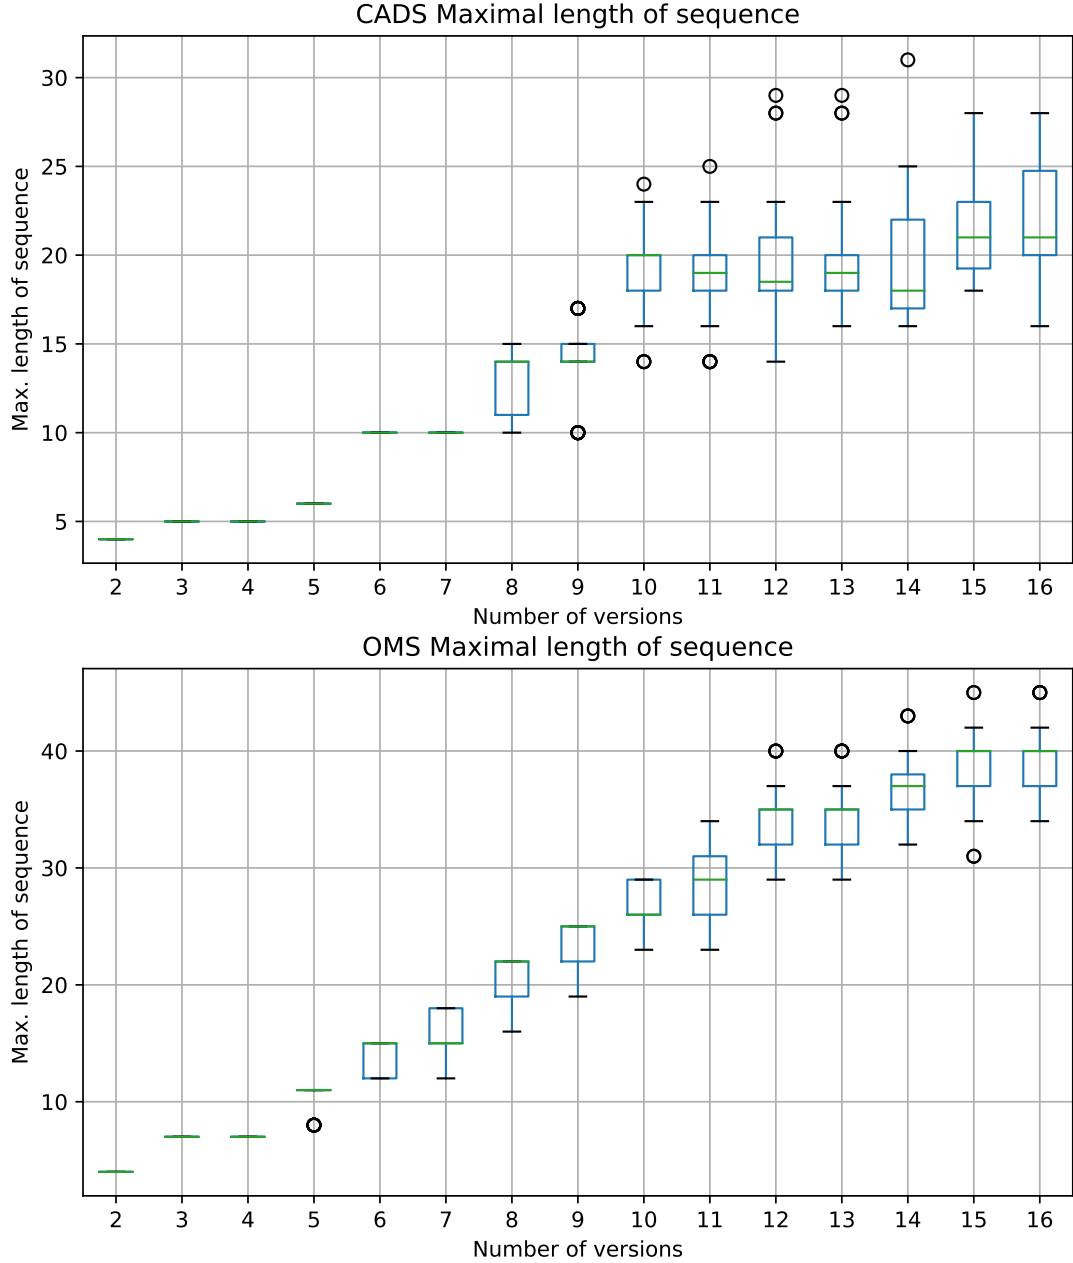 CADS Maximal length of sequence
30
25
20
15
10
5
Max. length of sequence
2 3 4 5 6 7 8 9 10 11 12 13 14 15 16
Number of versions
OMS Maximal length of sequence
40
30
20
10
Max. length of sequence
2 3 4 5 6 7 8 9 10 11 12 13 14 15 16
Number of versions